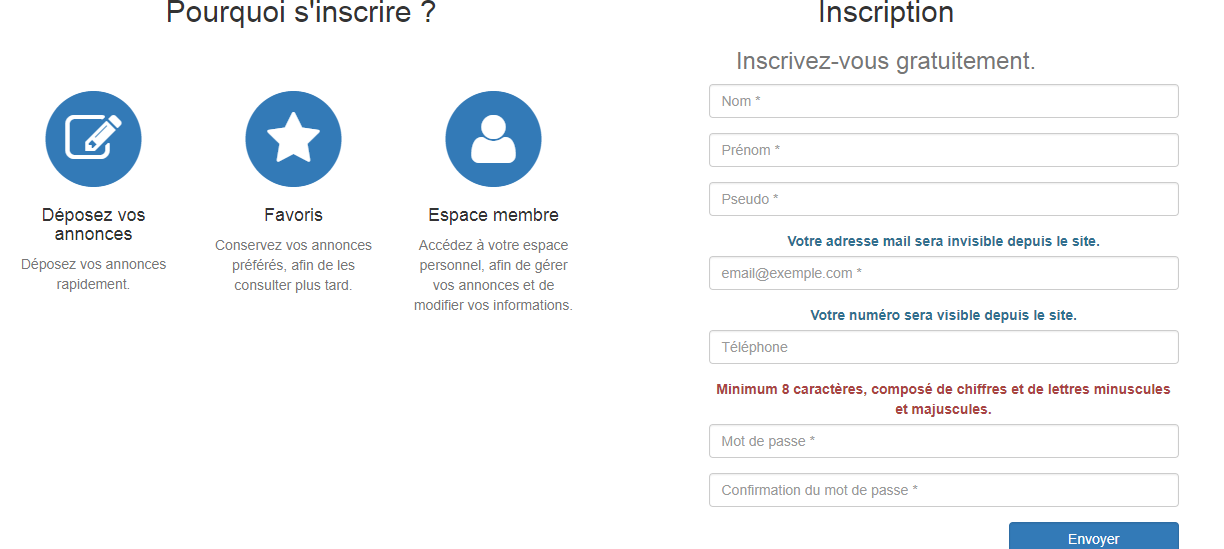 Pourquoi s'inscrire ?
Déposez vos
annonces
Déposez vos annonces
rapidement.
Favoris
Conservez vos annonces
préférés, afin de les
consulter plus tard.
Espace membre
Accédez à votre espace
personnel, afin de gérer
vos annonces et de
modifier vos informations.
Inscription
Inscrivez-vous gratuitement.
Nom *
Prénom *
Pseudo *
Votre adresse mail sera invisible depuis le site.
email@exemple.com *
Votre numéro sera visible depuis le site.
Téléphone
Minimum 8 caractères, composé de chiffres et de lettres minuscules
et majuscules.
Mot de passe *
Confirmation du mot de passe *
Envoyer